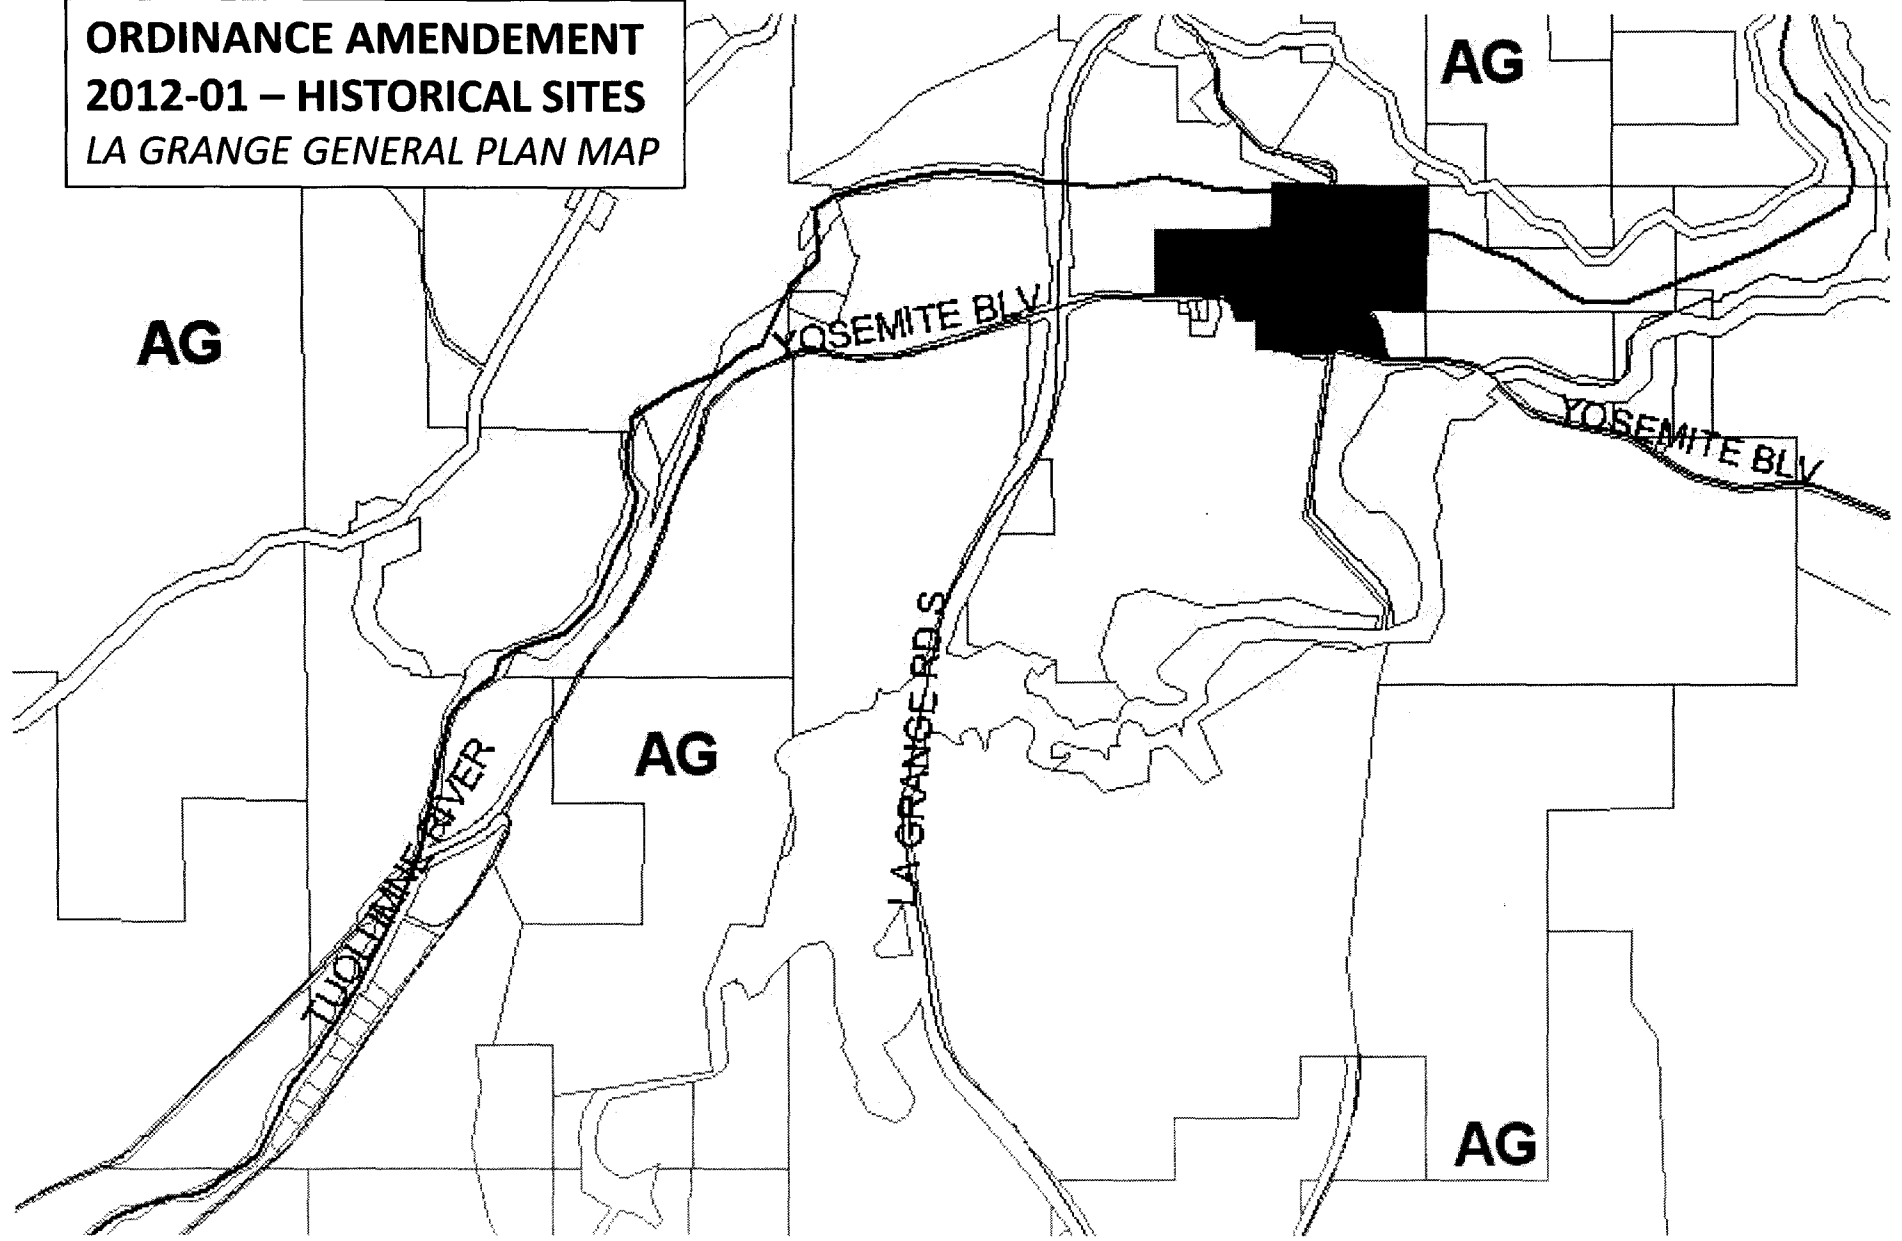 ORDINANCE AMENDEMENT
2012-01 – HISTORICAL SITES
LA GRANGE GENERAL PLAN MAP
AG
AG
YOSEMITE BLV
YOSEMITE BLV
LA GRANGE RD S
AG
TUOLUMNE RIVER
AG